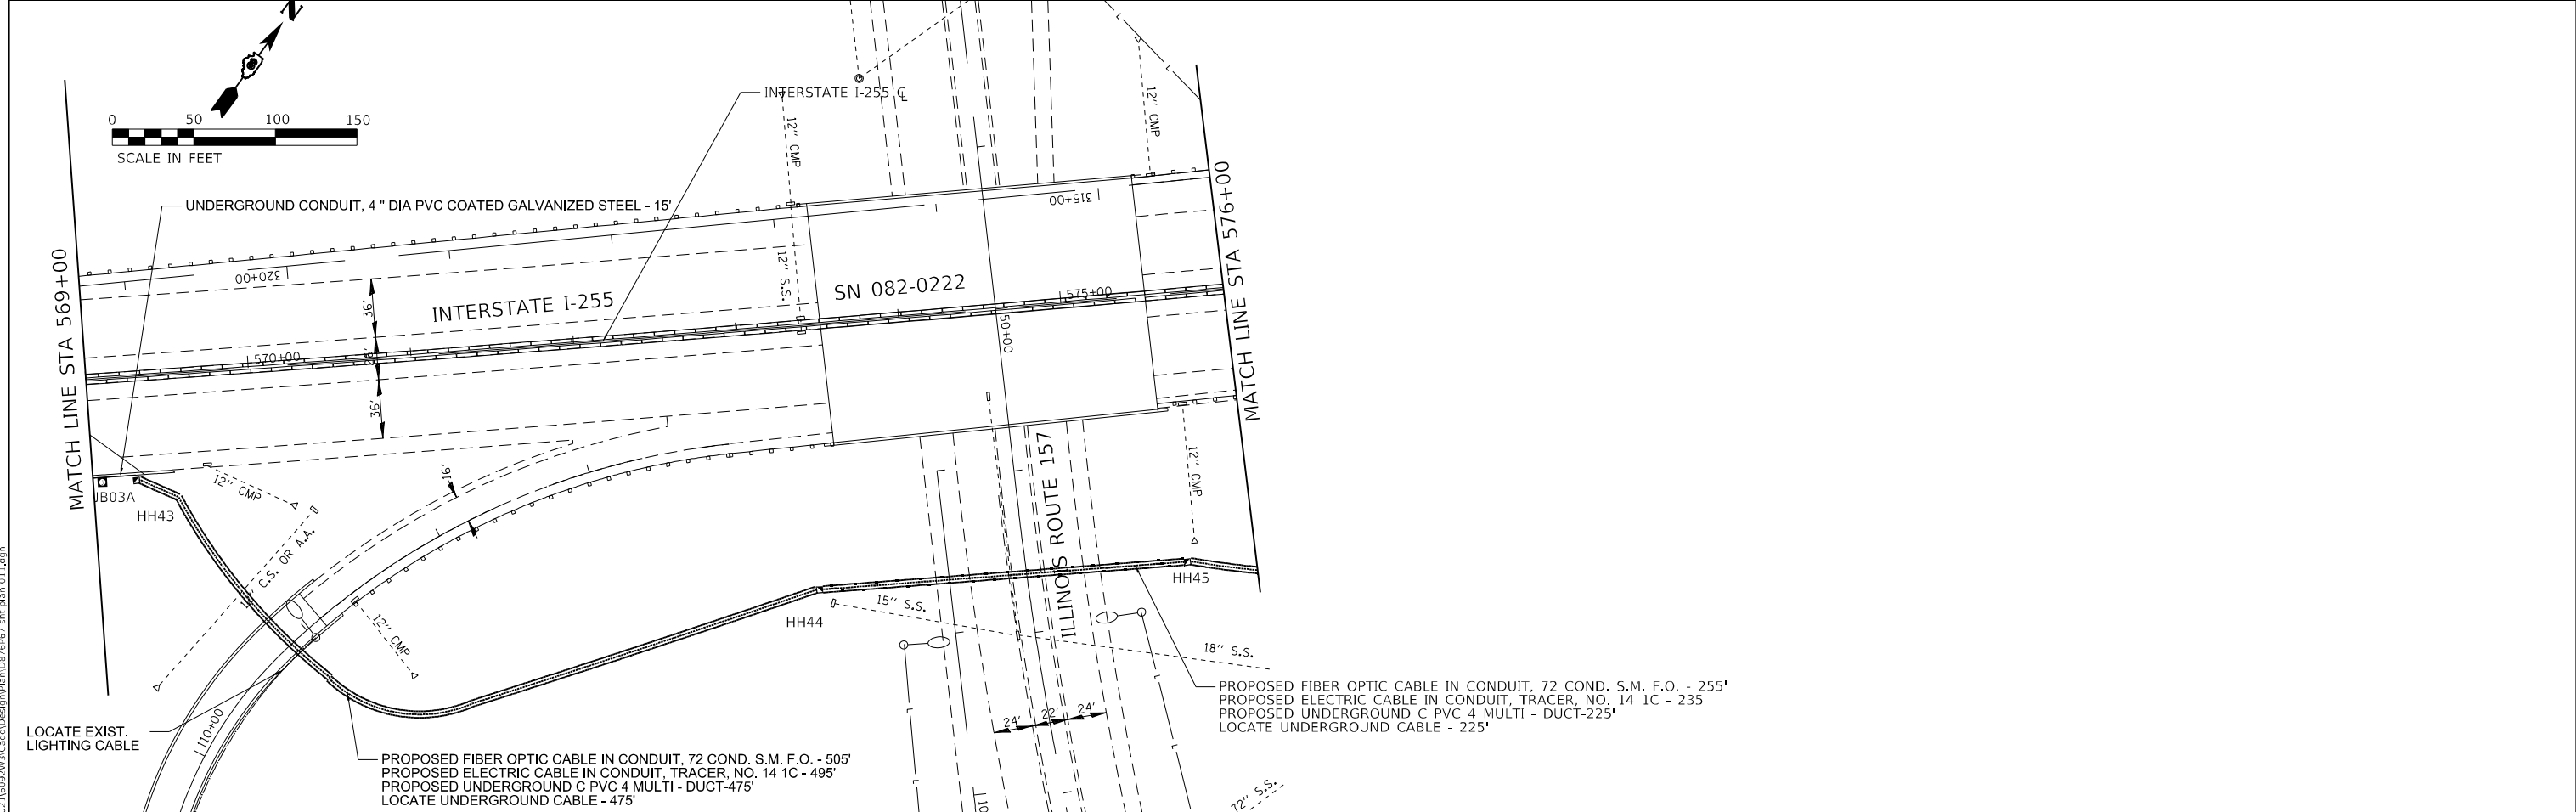 N
INTERSTATE I-255 ℄
12" CMP
12" CMP
0 50 100 150
SCALE IN FEET
UNDERGROUND CONDUIT, 4 " DIA PVC COATED GALVANIZED STEEL - 15'
315+00
MATCH LINE STA 576+00
MATCH LINE STA 569+00
320+00
12" S.S.
SN 082-0222
575+00
INTERSTATE I-255
36'
50+00
570+00
36'
ILLINOIS ROUTE 157
16'
12" CMP
12" CMP
JB03A
HH43
C.S. OR A.A.
HH45
15" S.S.
HH44
12" CMP
18" S.S.
PROPOSED FIBER OPTIC CABLE IN CONDUIT, 72 COND. S.M. F.O. - 255'
PROPOSED ELECTRIC CABLE IN CONDUIT, TRACER, NO. 14 1C - 235'
PROPOSED UNDERGROUND C PVC 4 MULTI - DUCT-225'
LOCATE UNDERGROUND CABLE - 225'
24' 22' 24'
110+00
LOCATE EXIST.
LIGHTING CABLE
PROPOSED FIBER OPTIC CABLE IN CONDUIT, 72 COND. S.M. F.O. - 505'
PROPOSED ELECTRIC CABLE IN CONDUIT, TRACER, NO. 14 1C - 495'
PROPOSED UNDERGROUND C PVC 4 MULTI - DUCT-475'
LOCATE UNDERGROUND CABLE - 475'
72" S.S.